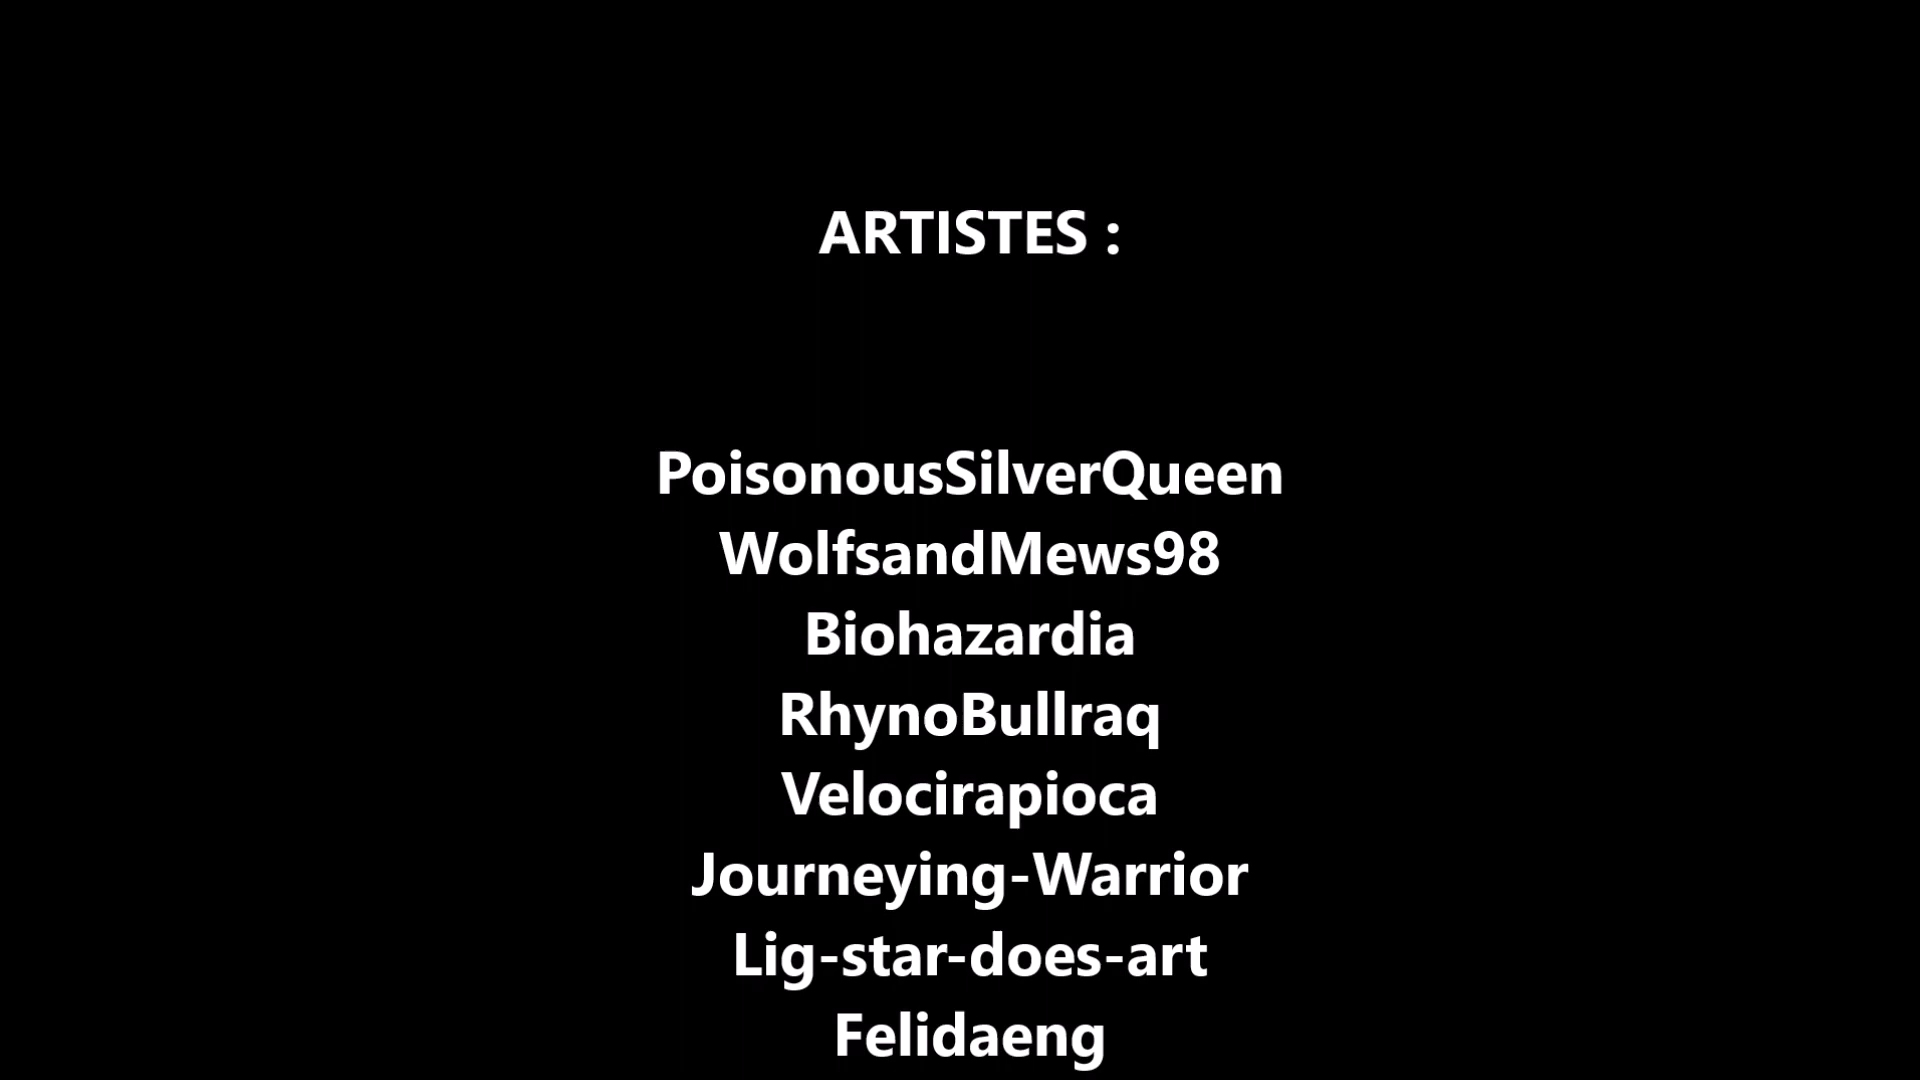 ARTISTES :
PoisonousSilverQueen
WolfsandMews98
Biohazardia
RhynoBullraq
Velocirapioca
Journeying-Warrior
Lig-star-does-art
Felidaeng